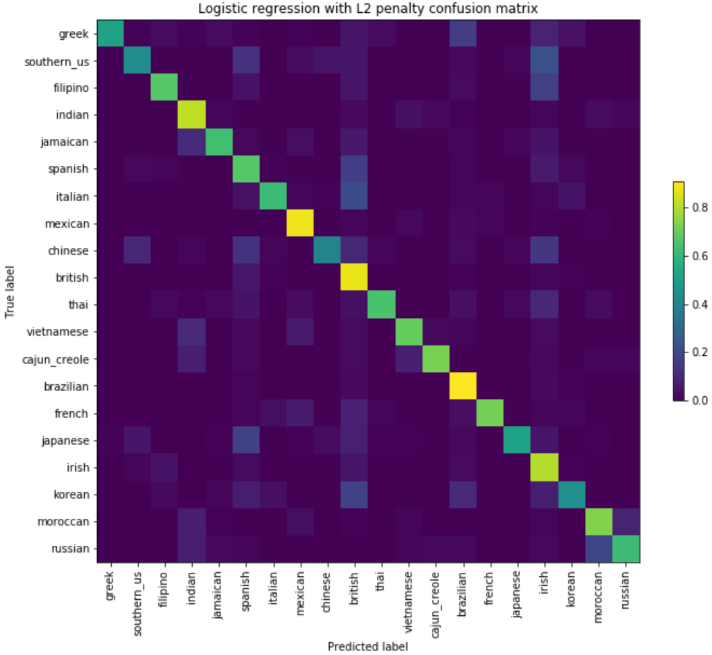 Logistic regression with L2 penalty confusion matrix
True label
greek
southern_us
filipino
indian
jamaican
spanish
italian
mexican
chinese
british
thai
vietnamese
cajun_creole
brazilian
french
japanese
irish
korean
moroccan
russian
greek
southern_us
filipino
indian
jamaican
spanish
italian
mexican
chinese
british
thai
vietnamese
cajun_creole
brazilian
french
japanese
irish
korean
moroccan
russian
Predicted label
0.8
0.6
0.4
0.2
0.0